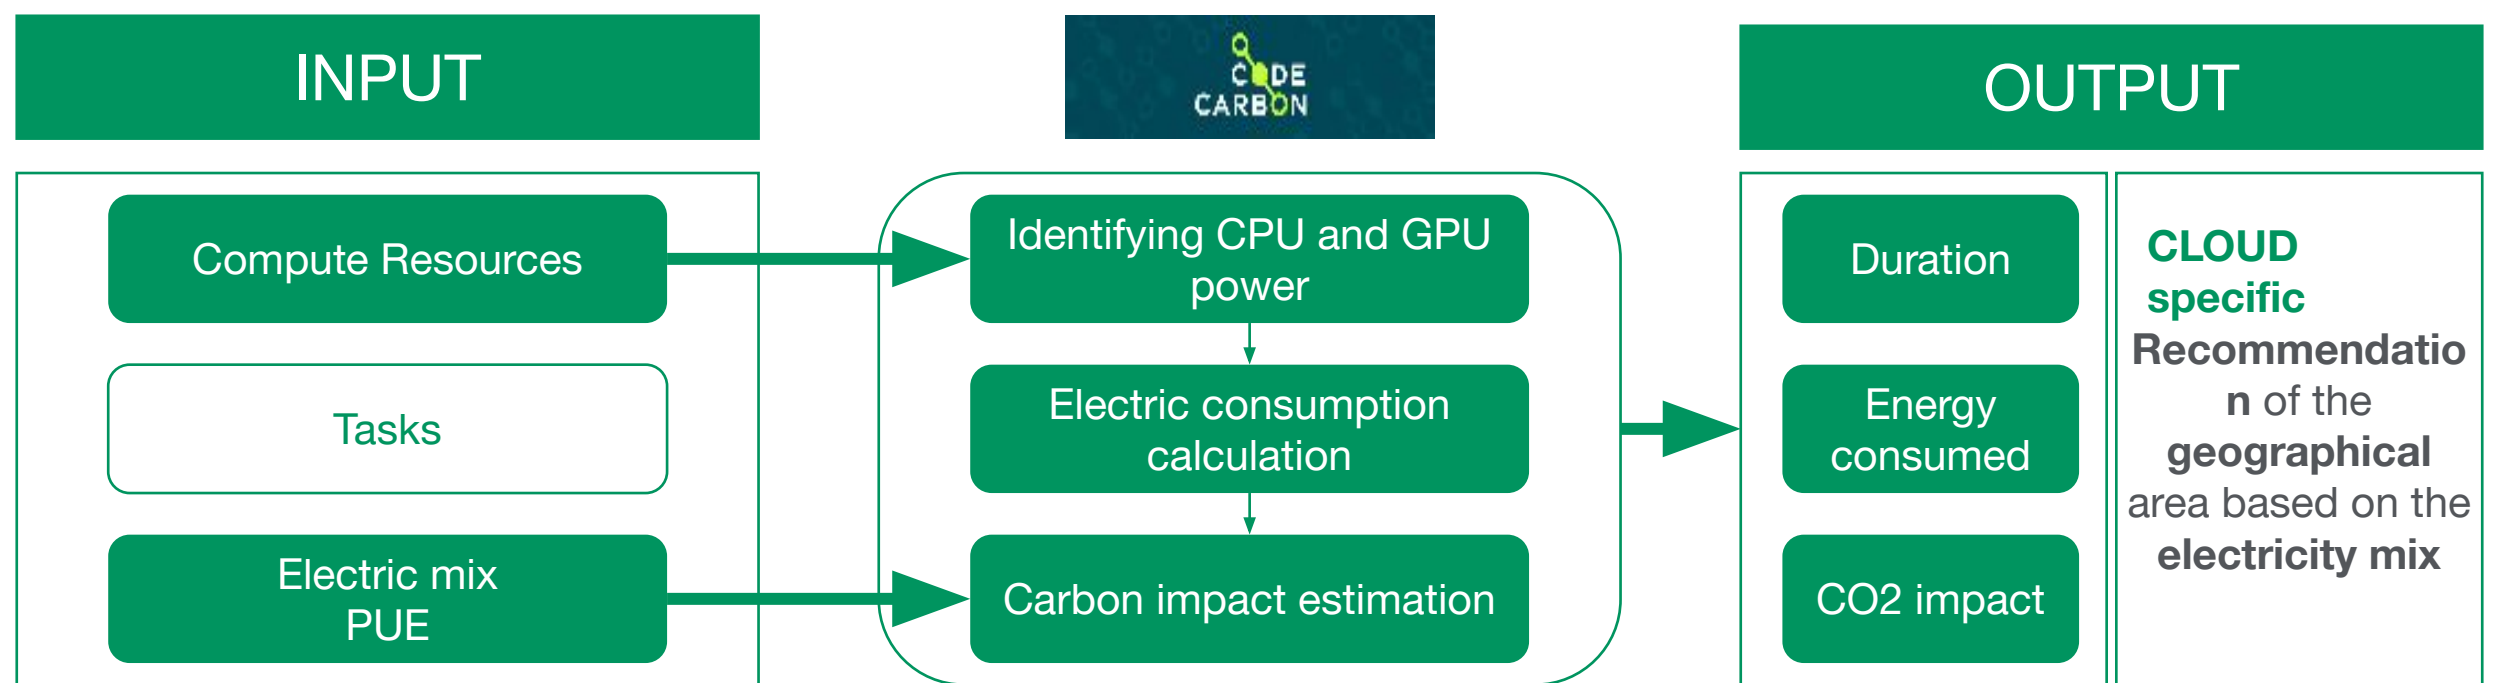 INPUT
CODE
CARBON
OUTPUT
Compute Resources
Tasks
Electric mix
PUE
Identifying CPU and GPU
power
Electric consumption
calculation
Carbon impact estimation
Duration
Energy
consumed
CO2 impact
CLOUD
specific
Recommendatio
n of the
geographical
area based on the
electricity mix